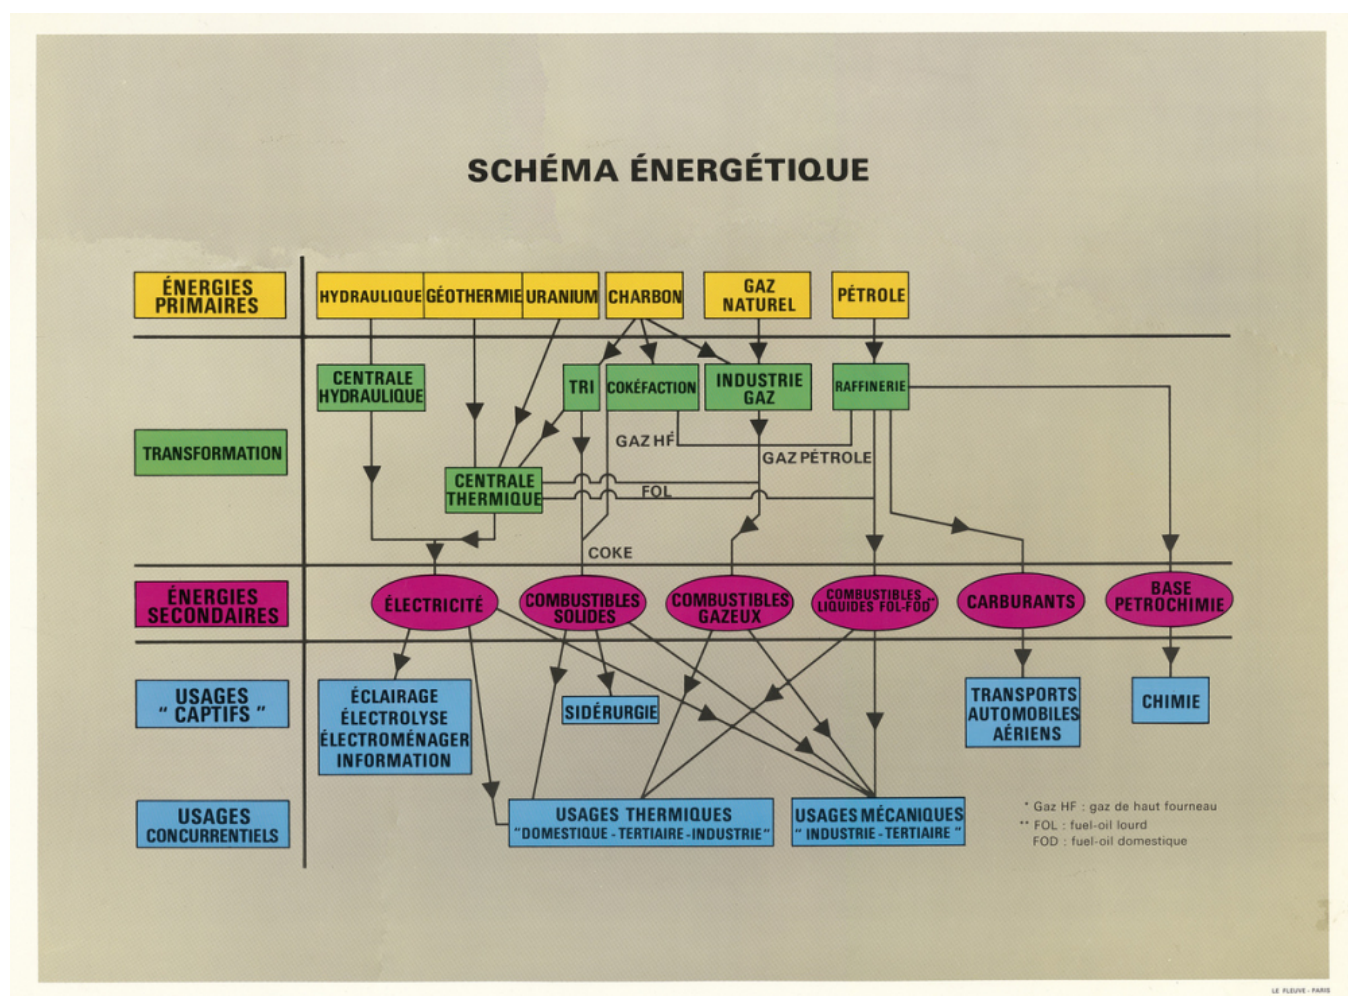 SCHÉMA ÉNERGÉTIQUE
ÉNERGIES
PRIMAIRES
HYDRAULIQUE
GÉOTHERMIE
URANIUM
CHARBON
GAZ
NATUREL
PÉTROLE
TRANSFORMATION
CENTRALE
HYDRAULIQUE
TRI
COKÉFACTION
INDUSTRIE
GAZ
RAFFINERIE
GAZ HF
GAZ PÉTROLE
CENTRALE
THERMIQUE
FOL
COKE
ÉNERGIES
SECONDAIRES
ÉLECTRICITÉ
COMBUSTIBLES
SOLIDES
COMBUSTIBLES
GAZEUX
COMBUSTIBLES
LIQUIDES FOL-FOD**
CARBURANTS
BASE
PETROCHIMIE
USAGES
" CAPTIFS "
ÉCLAIRAGE
ÉLECTROLYSE
ÉLECTROMÉNAGER
INFORMATION
SIDÉRURGIE
TRANSPORTS
AUTOMOBILES
AÉRIENS
CHIMIE
USAGES
CONCURRENTIELS
USAGES THERMIQUES
"DOMESTIQUE - TERTIAIRE - INDUSTRIE"
USAGES MÉCANIQUES
" INDUSTRIE - TERTIAIRE "
* Gaz HF : gaz de haut fourneau
** FOL : fuel-oil lourd
FOD : fuel-oil domestique
LE FLEUVE - PARIS